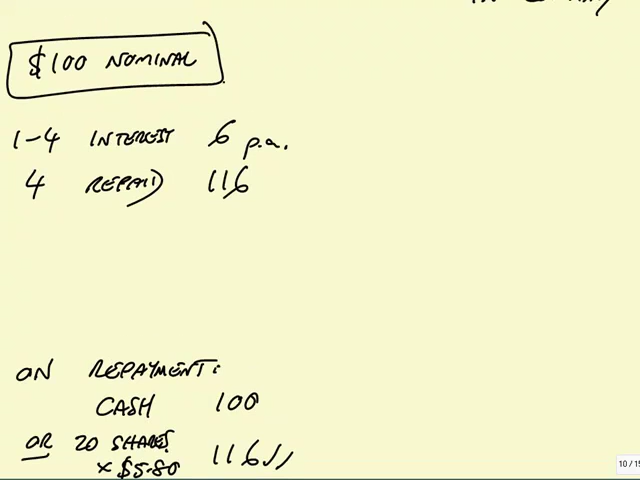 $100 NOMINAL
1-4 INTEREST 6 p.a.
4 REPAID 116
ON REPAYMENT:
CASH 100
OR 20 SHARES
× $5.80 116
10 / 15